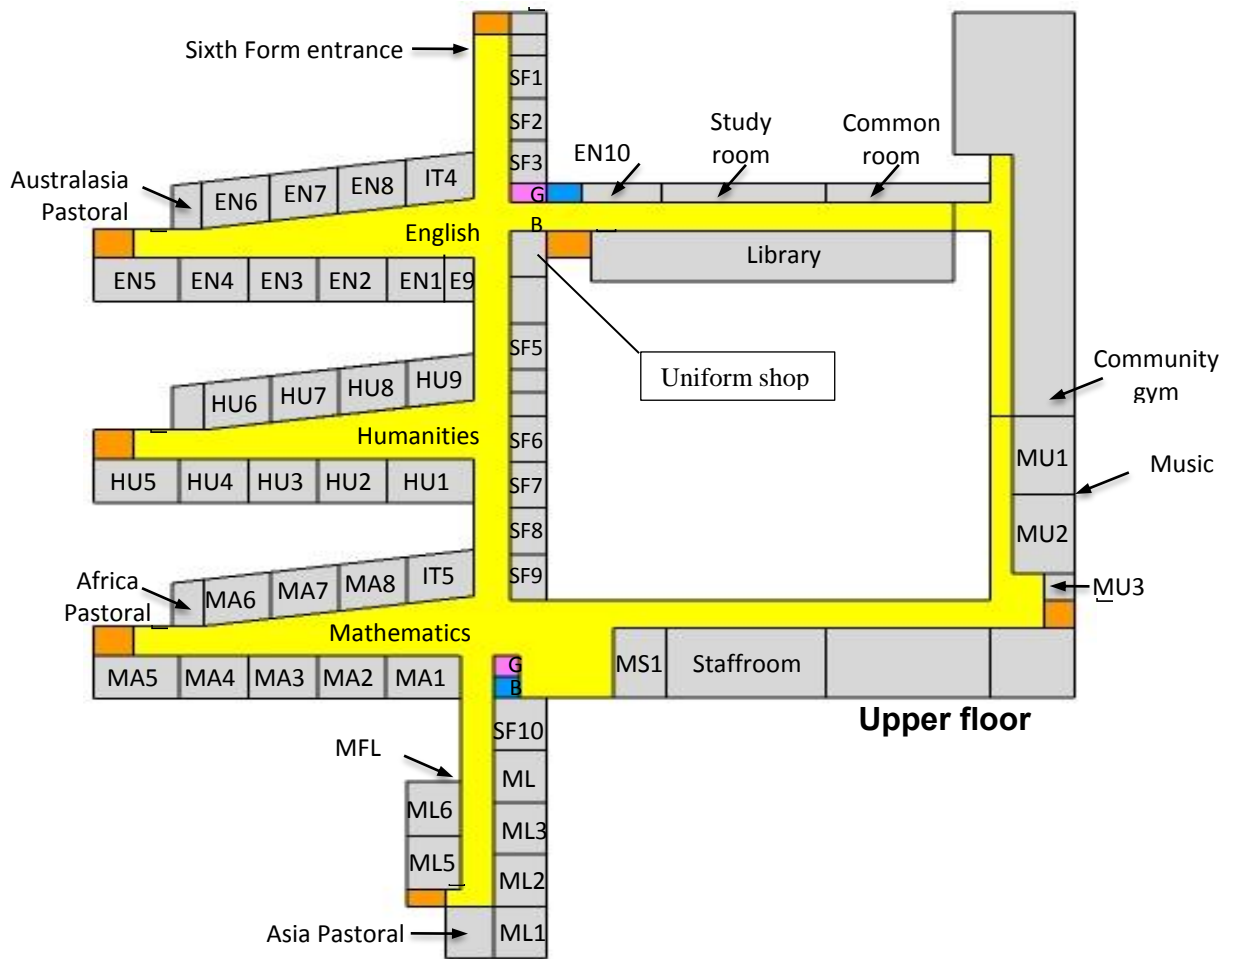 Sixth Form entrance
SF1
SF2
SF3
EN10
Study
room
Common
room
Australasia
Pastoral
EN6
EN7
EN8
IT4
G
B
English
EN5
EN4
EN3
EN2
EN1
E9
Library
SF5
Uniform shop
Community
gym
HU6
HU7
HU8
HU9
Humanities
HU5
HU4
HU3
HU2
HU1
SF6
SF7
SF8
SF9
MU1
Music
MU2
MU3
Africa
Pastoral
MA6
MA7
MA8
IT5
Mathematics
MA5
MA4
MA3
MA2
MA1
G
B
MS1
Staffroom
Upper floor
SF10
MFL
ML
ML6
ML3
ML5
ML2
Asia Pastoral
ML1